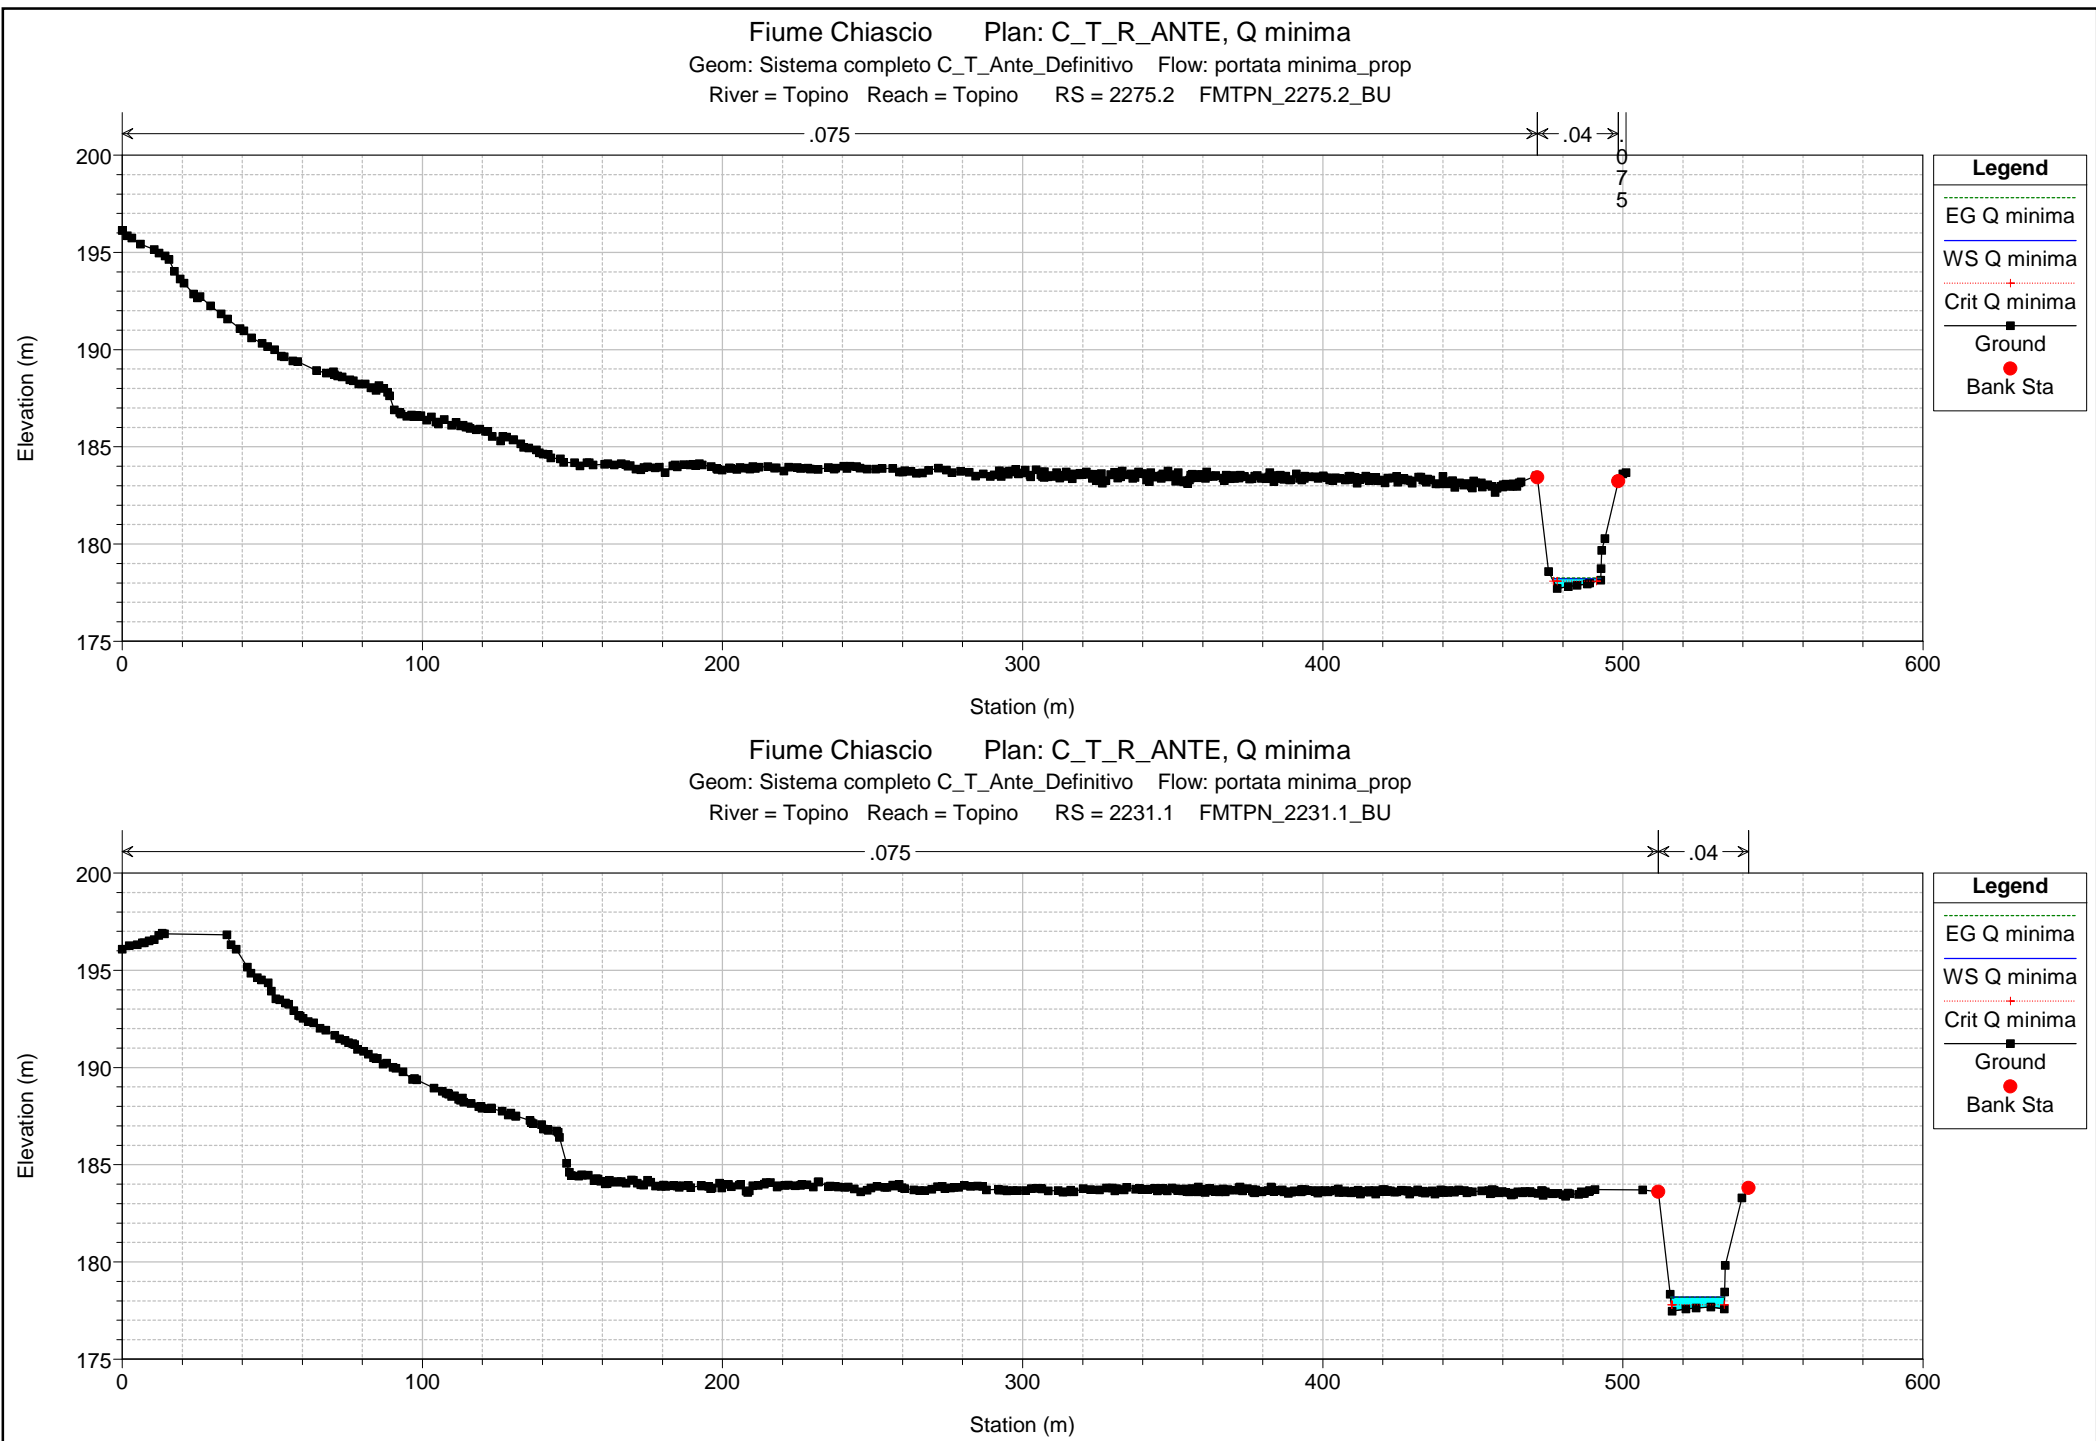 Fiume Chiascio Plan: C_T_R_ANTE, Q minima
Geom: Sistema completo C_T_Ante_Definitivo Flow: portata minima_prop
River = Topino Reach = Topino RS = 2275.2 FMTPN_2275.2_BU
.075 .04 .075
200
195
190
185
180
175
Elevation (m)
0 100 200 300 400 500 600
Station (m)
Legend
EG Q minima
WS Q minima
Crit Q minima
Ground
Bank Sta
Fiume Chiascio Plan: C_T_R_ANTE, Q minima
Geom: Sistema completo C_T_Ante_Definitivo Flow: portata minima_prop
River = Topino Reach = Topino RS = 2231.1 FMTPN_2231.1_BU
.075 .04
200
195
190
185
180
175
Elevation (m)
0 100 200 300 400 500 600
Station (m)
Legend
EG Q minima
WS Q minima
Crit Q minima
Ground
Bank Sta